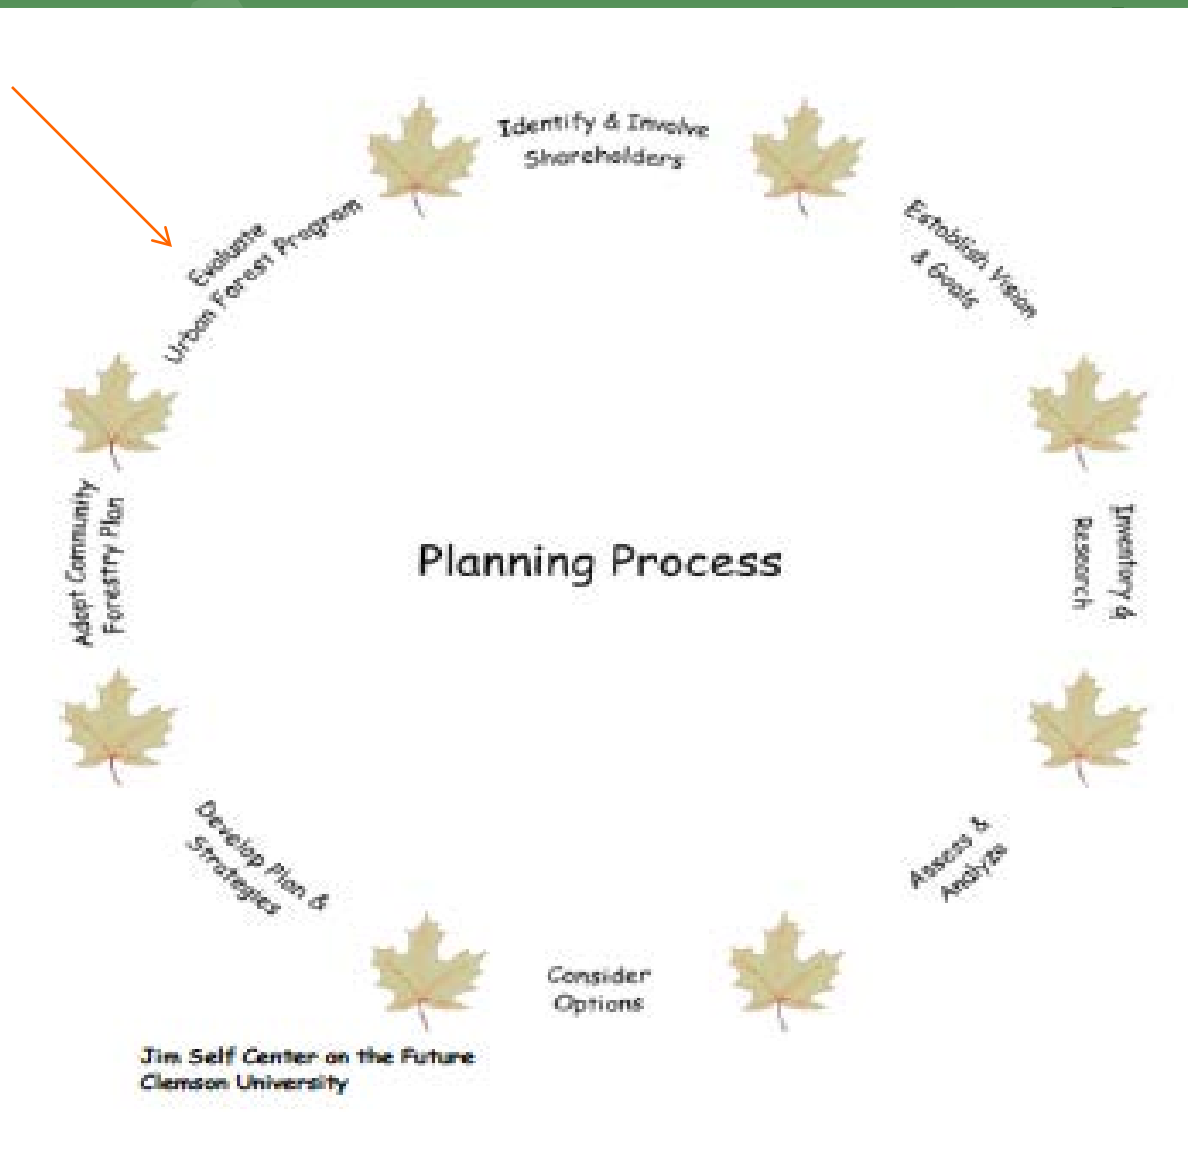 Identify & Involve
Shareholders
Establish Vision
& Goals
Inventory &
Research
Assess &
Analyze
Consider
Options
Develop Plan &
Strategies
Adopt Community
Forestry Plan
Evaluate
Urban Forest Program
Planning Process
Jim Self Center on the Future
Clemson University